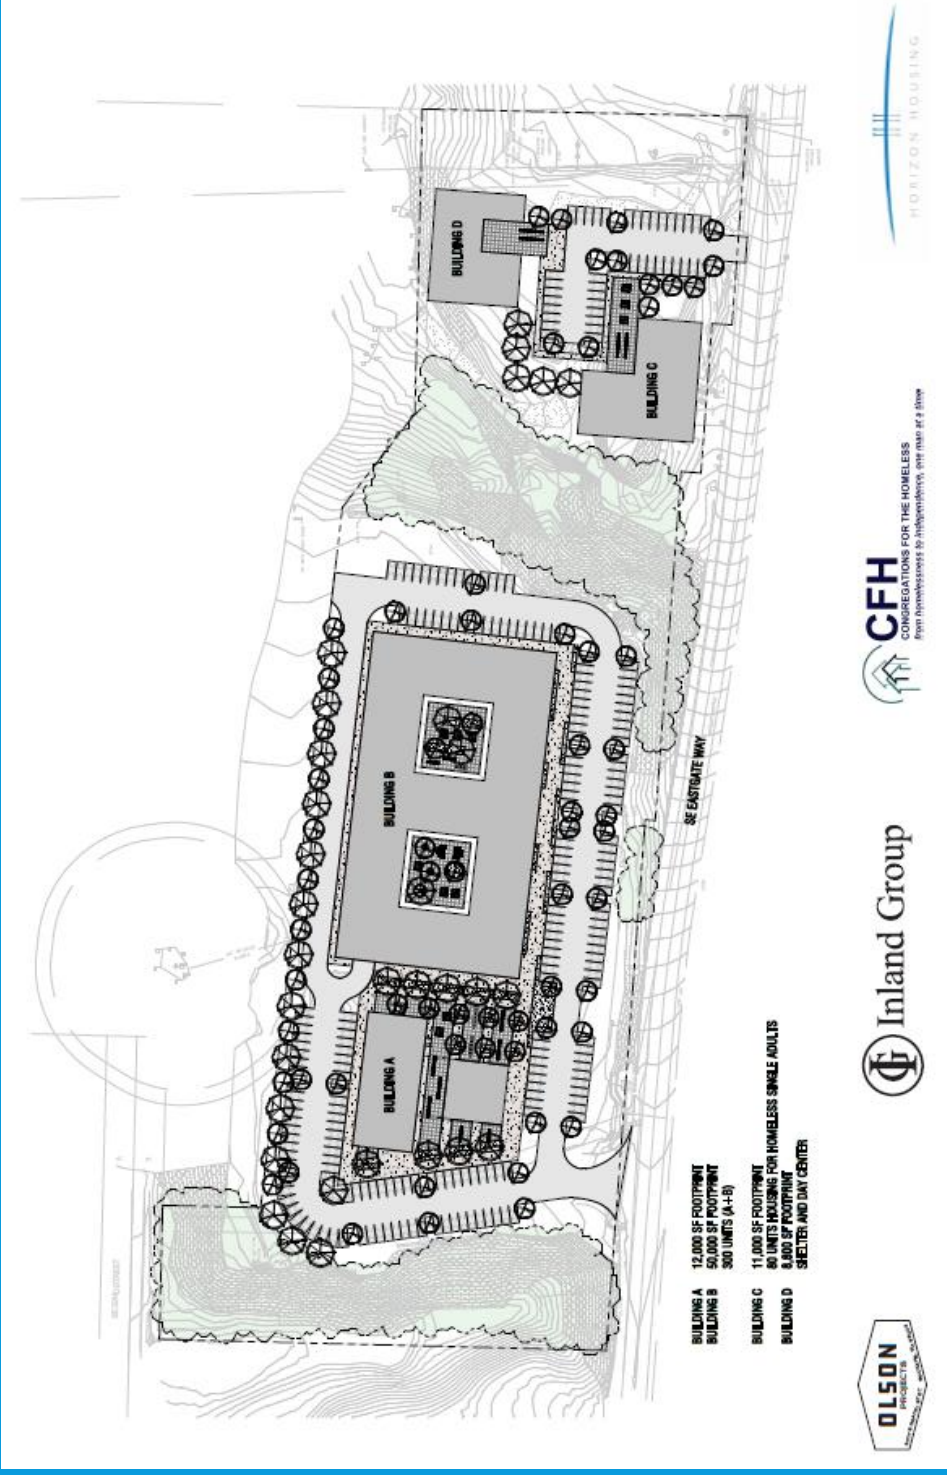 BUILDING D
BUILDING C
BUILDING B
BUILDING A
SE EASTGATE WAY
BUILDING A 12,000 SF FOOTPRINT
BUILDING B 50,000 SF FOOTPRINT
300 UNITS (A+B)
BUILDING C 11,000 SF FOOTPRINT
80 UNITS HOUSING FOR HOMELESS SINGLE ADULTS
BUILDING D 8,800 SF FOOTPRINT
SHELTER AND DAY CENTER
OLSON
PROJECTS
IG Inland Group
CFH
CONGREGATIONS FOR THE HOMELESS
from homelessness to independence, one man at a time
HORIZON HOUSING